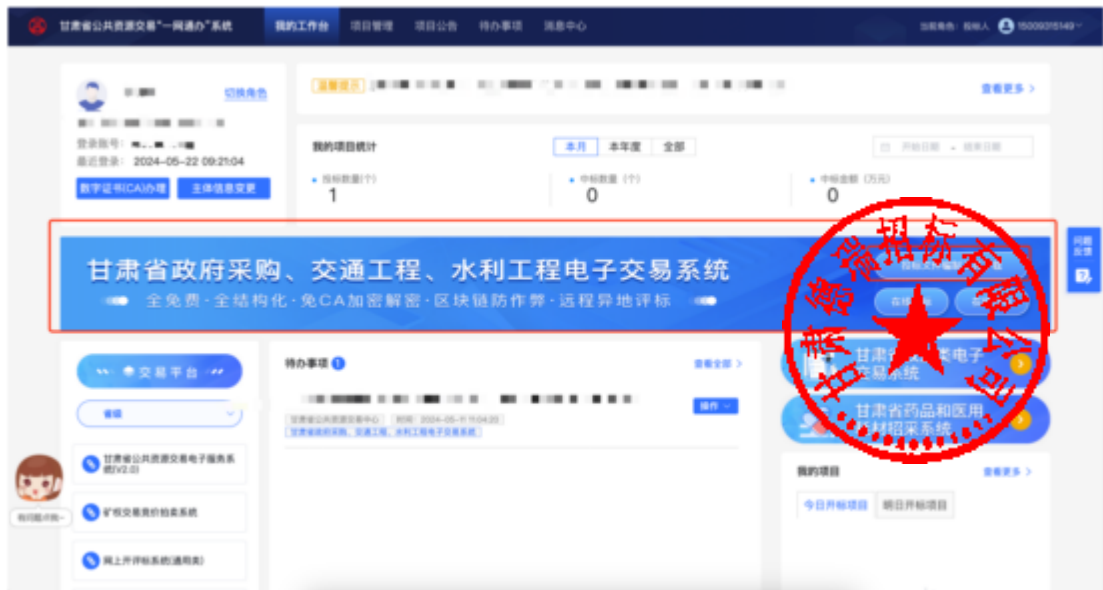 甘肃省公共资源交易“一网通办”系统 我的工作台 项目管理 项目公告 待办事项 消息中心 当前角色：投标人 15009315149
切换角色
温馨提示
查看更多 >
登录账号：
最近登录： 2024-05-22 09:21:04
数字证书(CA)办理 主体信息变更
我的项目统计 本月 本年度 全部 开始日期 - 结束日期
投标数量(个) 中标数量（个） 中标金额（万元）
1 0 0
甘肃省政府采购、交通工程、水利工程电子交易系统
全免费·全结构化·免CA加密解密·区块链防作弊·远程异地评标
问题
反馈
甘肃德瑞招标有限公司
交易平台
省级
甘肃省公共资源交易电子服务系
统(V2.0)
矿权交易竞价拍卖系统
网上开评标系统(通用类)
待办事项 1 查看全部 >
操作
甘肃省公共资源交易中心 时间：2024-05-11 11:04:20
甘肃省政府采购、交通工程、水利工程电子交易系统
交易系统
甘肃省药品和医用
耗材招采系统
我的项目 查看更多 >
今日开标项目 明日开标项目
有问题点我~